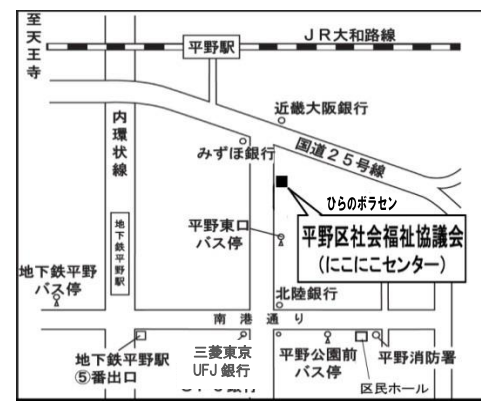 至天王寺
JR大和路線
平野駅
内環状線
近畿大阪銀行
みずほ銀行
国道25号線
ひらのボラセン
平野区社会福祉協議会
(にこにこセンター)
地下鉄平野駅
平野東口
バス停
地下鉄平野
バス停
北陸銀行
南港通り
地下鉄平野駅
⑤番出口
三菱東京
UFJ銀行
平野公園前
バス停
平野消防署
区民ホール